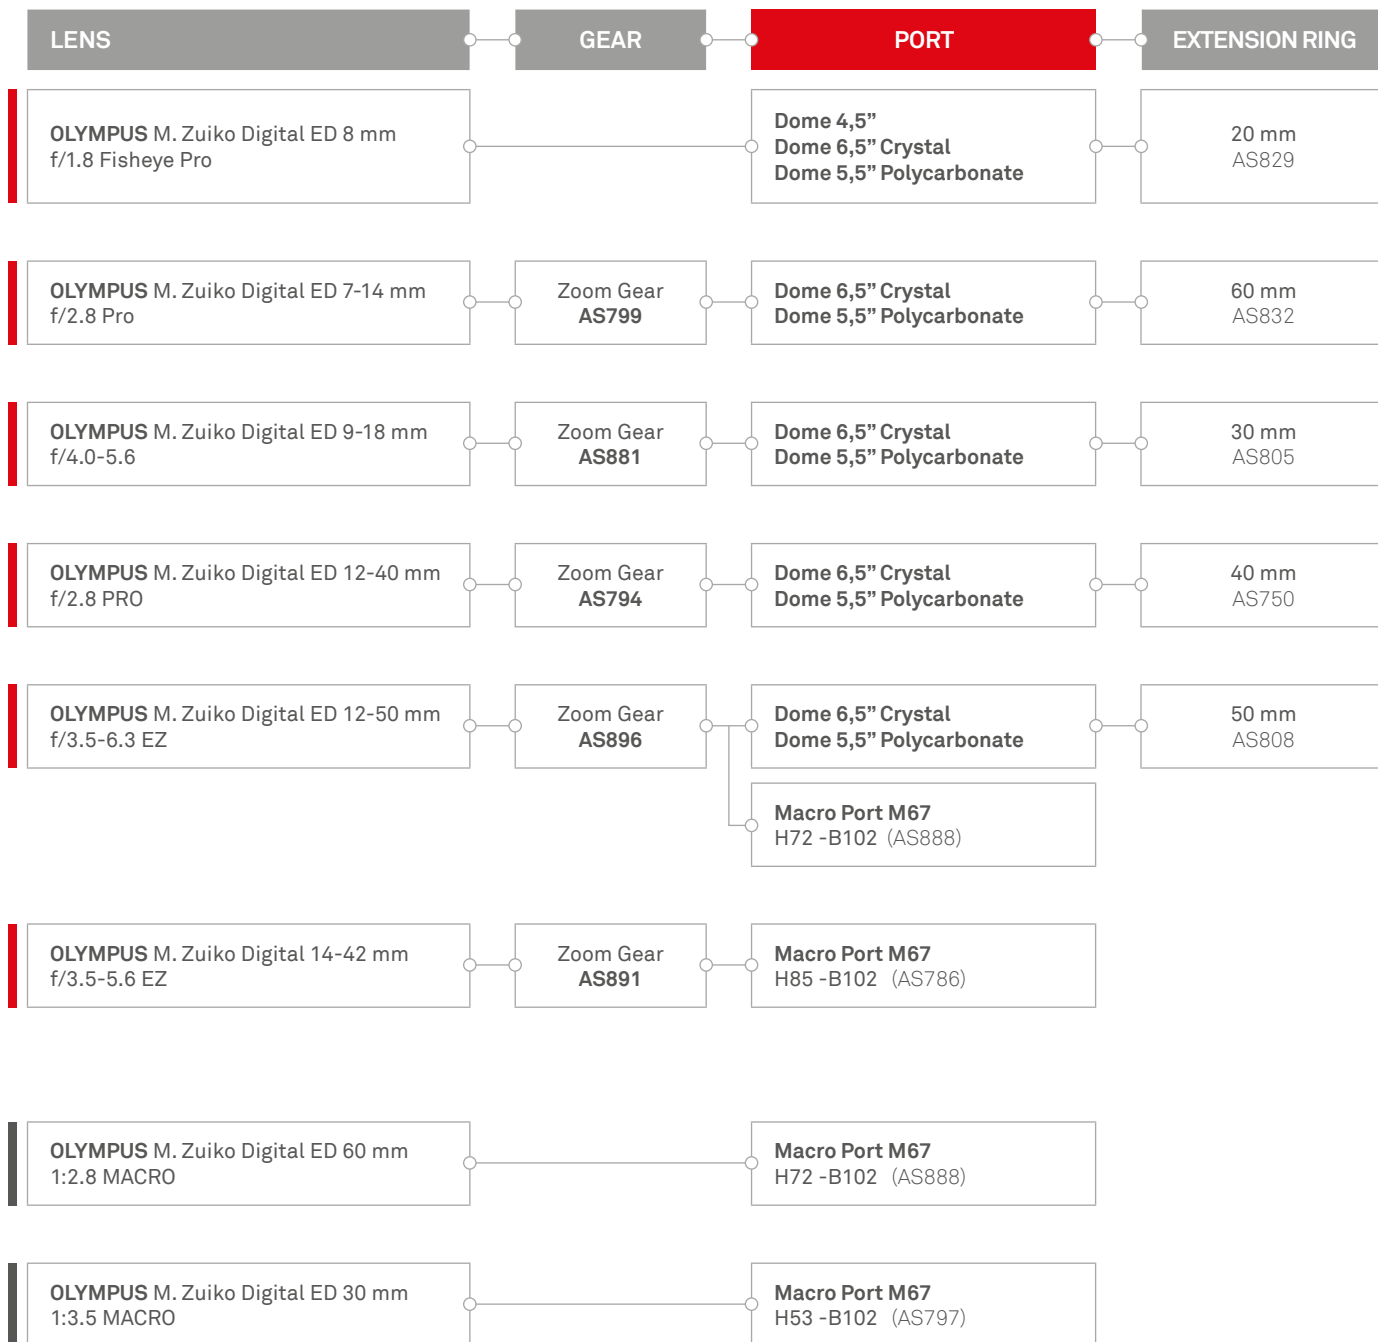 LENS GEAR PORT EXTENSION RING
OLYMPUS M. Zuiko Digital ED 8 mm
f/1.8 Fisheye Pro
Dome 4,5”
Dome 6,5” Crystal
Dome 5,5” Polycarbonate
20 mm
AS829
OLYMPUS M. Zuiko Digital ED 7-14 mm
f/2.8 Pro
Zoom Gear
AS799
Dome 6,5” Crystal
Dome 5,5” Polycarbonate
60 mm
AS832
OLYMPUS M. Zuiko Digital ED 9-18 mm
f/4.0-5.6
Zoom Gear
AS881
Dome 6,5” Crystal
Dome 5,5” Polycarbonate
30 mm
AS805
OLYMPUS M. Zuiko Digital ED 12-40 mm
f/2.8 PRO
Zoom Gear
AS794
Dome 6,5” Crystal
Dome 5,5” Polycarbonate
40 mm
AS750
OLYMPUS M. Zuiko Digital ED 12-50 mm
f/3.5-6.3 EZ
Zoom Gear
AS896
Dome 6,5” Crystal
Dome 5,5” Polycarbonate
50 mm
AS808
Macro Port M67
H72 -B102 (AS888)
OLYMPUS M. Zuiko Digital 14-42 mm
f/3.5-5.6 EZ
Zoom Gear
AS891
Macro Port M67
H85 -B102 (AS786)
OLYMPUS M. Zuiko Digital ED 60 mm
1:2.8 MACRO
Macro Port M67
H72 -B102 (AS888)
OLYMPUS M. Zuiko Digital ED 30 mm
1:3.5 MACRO
Macro Port M67
H53 -B102 (AS797)